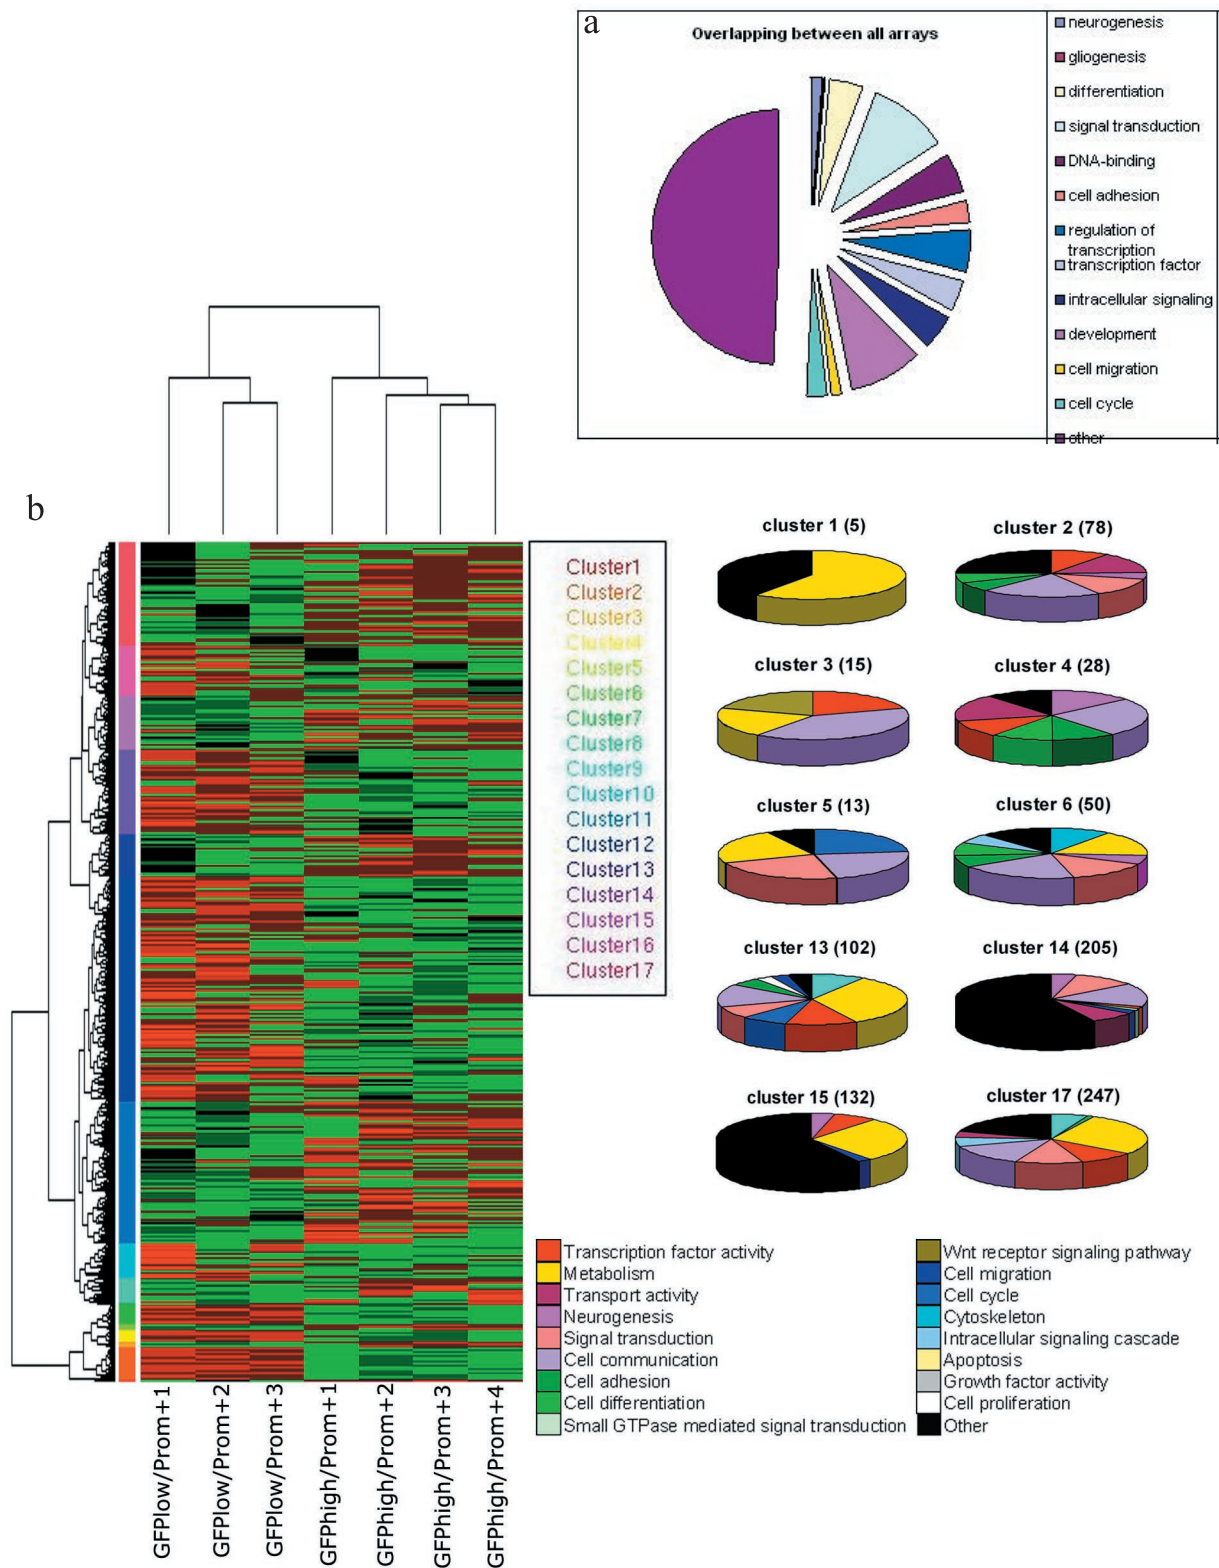 a
Overlapping between all arrays
neurogenesis
gliogenesis
differentiation
signal transduction
DNA-binding
cell adhesion
regulation of
transcription
transcription factor
intracellular signaling
development
cell migration
cell cycle
other
b
Cluster1
Cluster2
Cluster3
Cluster4
Cluster5
Cluster6
Cluster7
Cluster8
Cluster9
Cluster10
Cluster11
Cluster12
Cluster13
Cluster14
Cluster15
Cluster16
Cluster17
cluster 1 (5)
cluster 2 (78)
cluster 3 (15)
cluster 4 (28)
cluster 5 (13)
cluster 6 (50)
cluster 13 (102)
cluster 14 (205)
cluster 15 (132)
cluster 17 (247)
Transcription factor activity
Metabolism
Transport activity
Neurogenesis
Signal transduction
Cell communication
Cell adhesion
Cell differentiation
Small GTPase mediated signal transduction
Wnt receptor signaling pathway
Cell migration
Cell cycle
Cytoskeleton
Intracellular signaling cascade
Apoptosis
Growth factor activity
Cell proliferation
Other
GFPlow/Prom+1
GFPlow/Prom+2
GFPlow/Prom+3
GFPhigh/Prom+1
GFPhigh/Prom+2
GFPhigh/Prom+3
GFPhigh/Prom+4